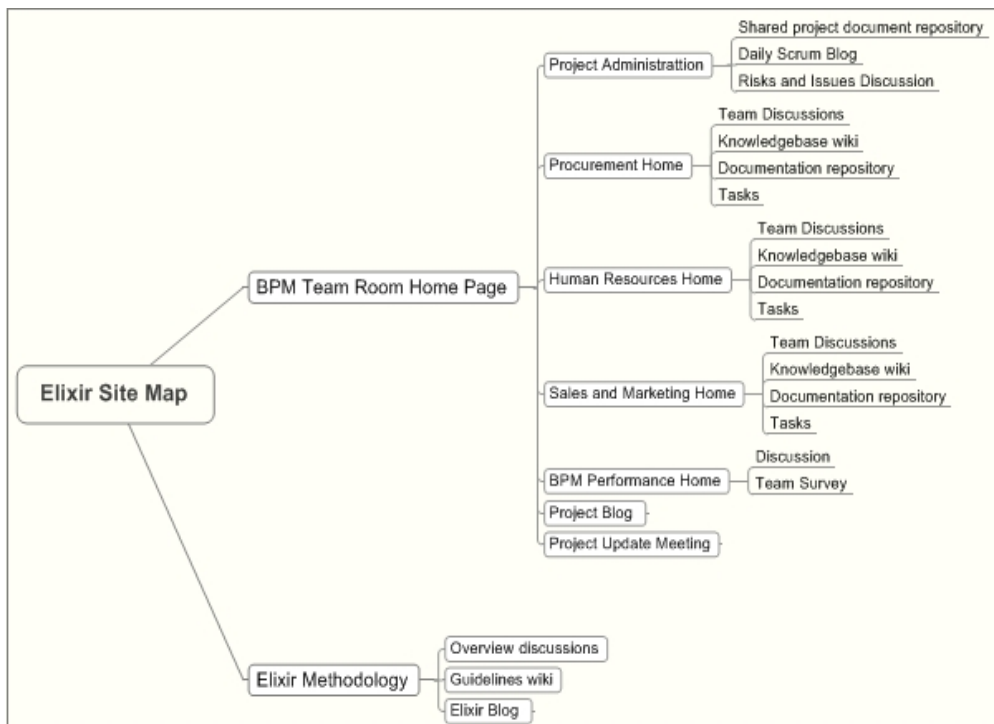 Elixir Site Map
BPM Team Room Home Page
Project Administrattion
Shared project document repository
Daily Scrum Blog
Risks and Issues Discussion
Procurement Home
Team Discussions
Knowledgebase wiki
Documentation repository
Tasks
Human Resources Home
Team Discussions
Knowledgebase wiki
Documentation repository
Tasks
Sales and Marketing Home
Team Discussions
Knowledgebase wiki
Documentation repository
Tasks
BPM Performance Home
Discussion
Team Survey
Project Blog
Project Update Meeting
Elixir Methodology
Overview discussions
Guidelines wiki
Elixir Blog